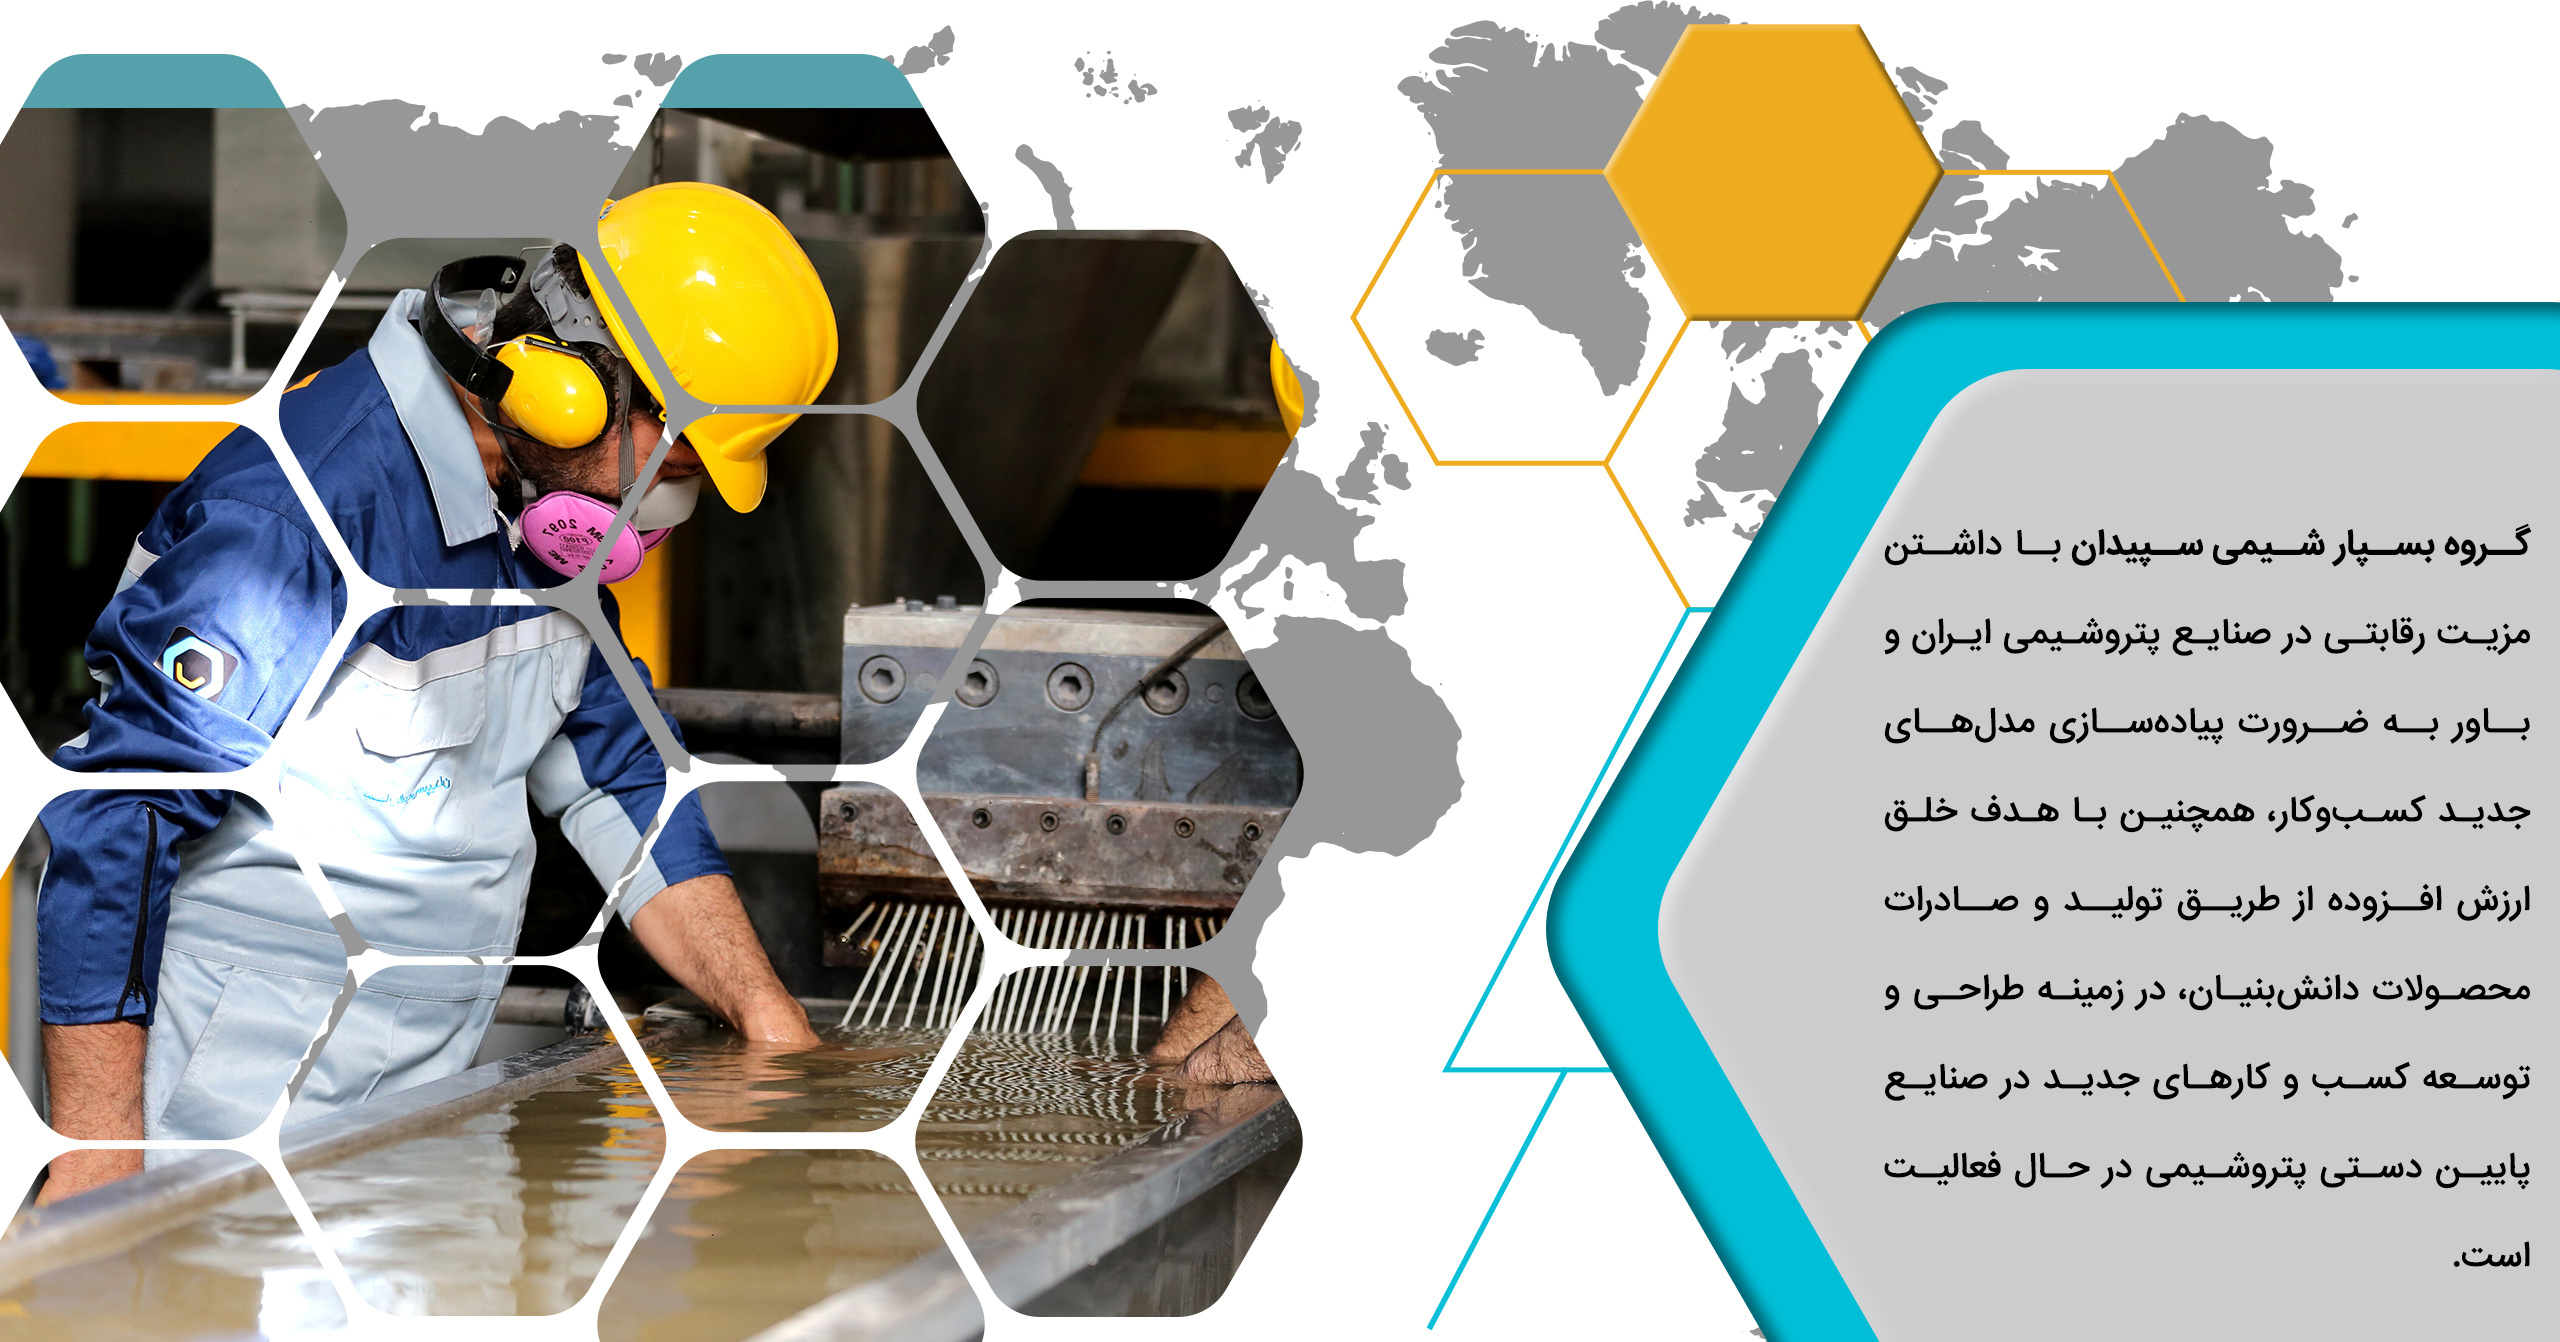 گروه بسپار شیمی سپیدان با داشتن
مزیت رقابتی در صنایع پتروشیمی ایران و
باور به ضرورت پیاده‌سازی مدل‌های
جدید کسب‌وکار، همچنین با هدف خلق
ارزش افزوده از طریق تولید و صادرات
محصولات دانش‌بنیان، در زمینه طراحی و
توسعه کسب و کارهای جدید در صنایع
پایین دستی پتروشیمی در حال فعالیت
است.
2097
P100